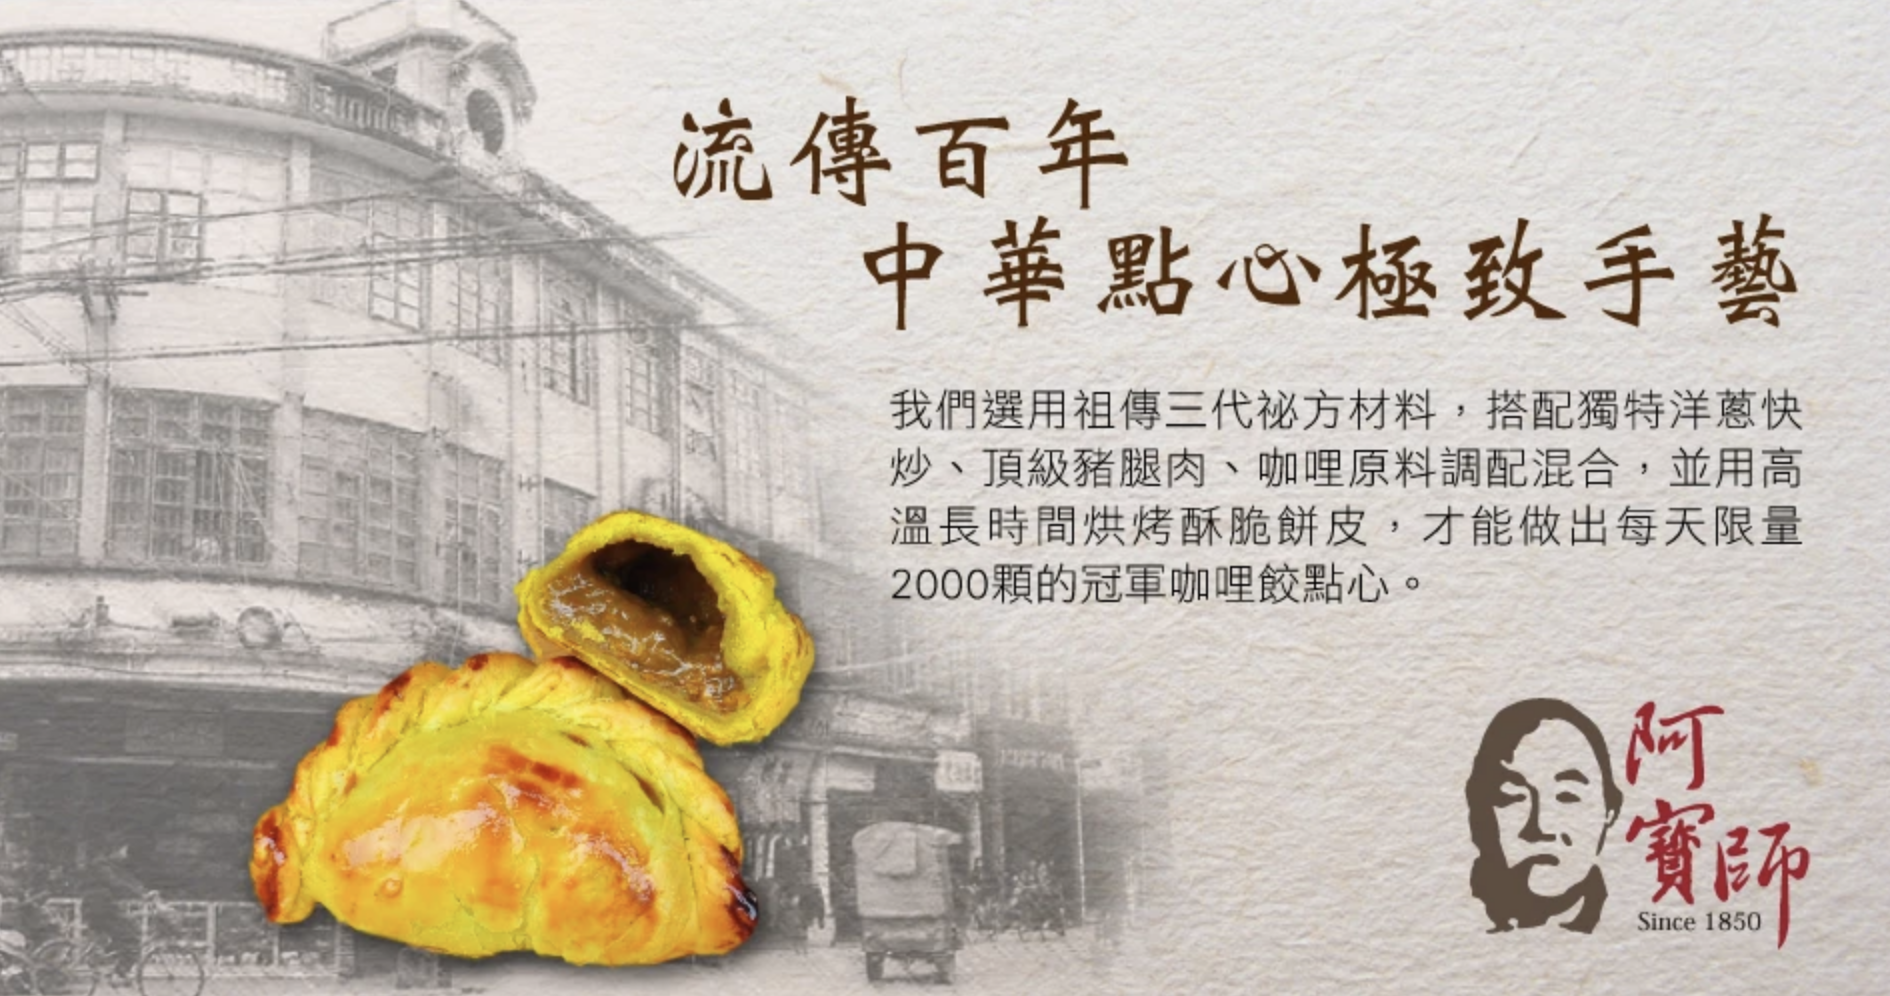 流傳百年
中華點心極致手藝
我們選用祖傳三代祕方材料，搭配獨特洋蔥快
炒、頂級豬腿肉、咖哩原料調配混合，並用高
溫長時間烘烤酥脆餅皮，才能做出每天限量
2000顆的冠軍咖哩餃點心。
阿寶師
Since 1850